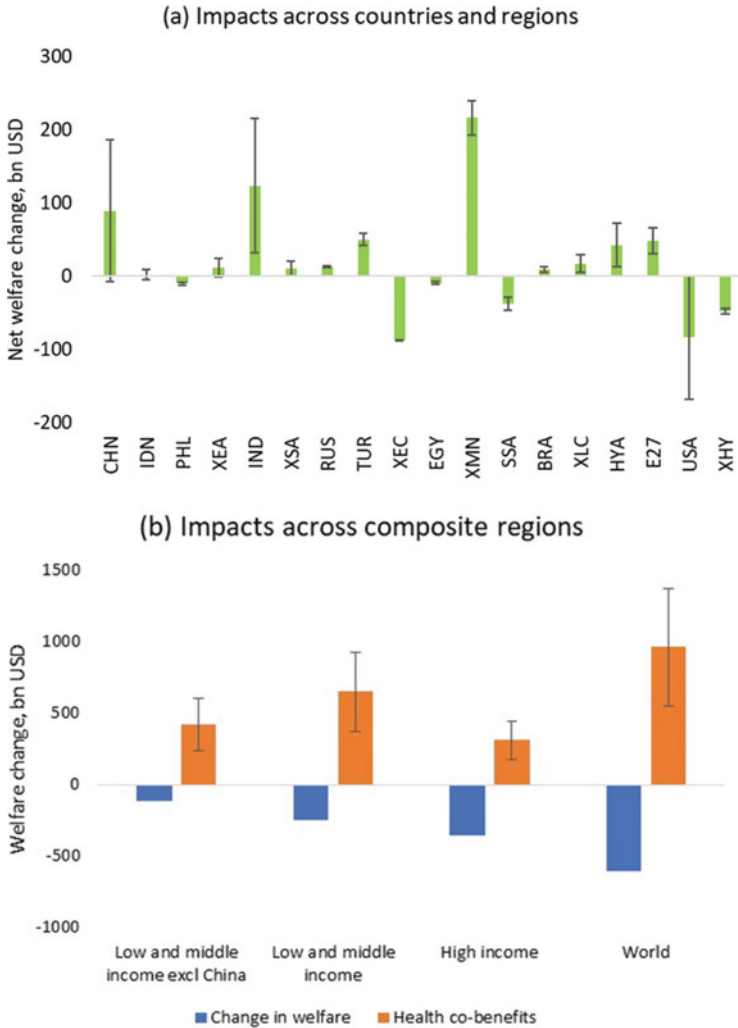 (a) Impacts across countries and regions
300
200
100
0
-100
-200
Net welfare change, bn USD
CHN IDN PHL XEA IND XSA RUS TUR XEC EGY XMN SSA BRA XLC HYA E27 USA XHY
(b) Impacts across composite regions
1500
1000
500
0
-500
-1000
Welfare change, bn USD
Low and middle income excl China
Low and middle income
High income
World
Change in welfare Health co-benefits